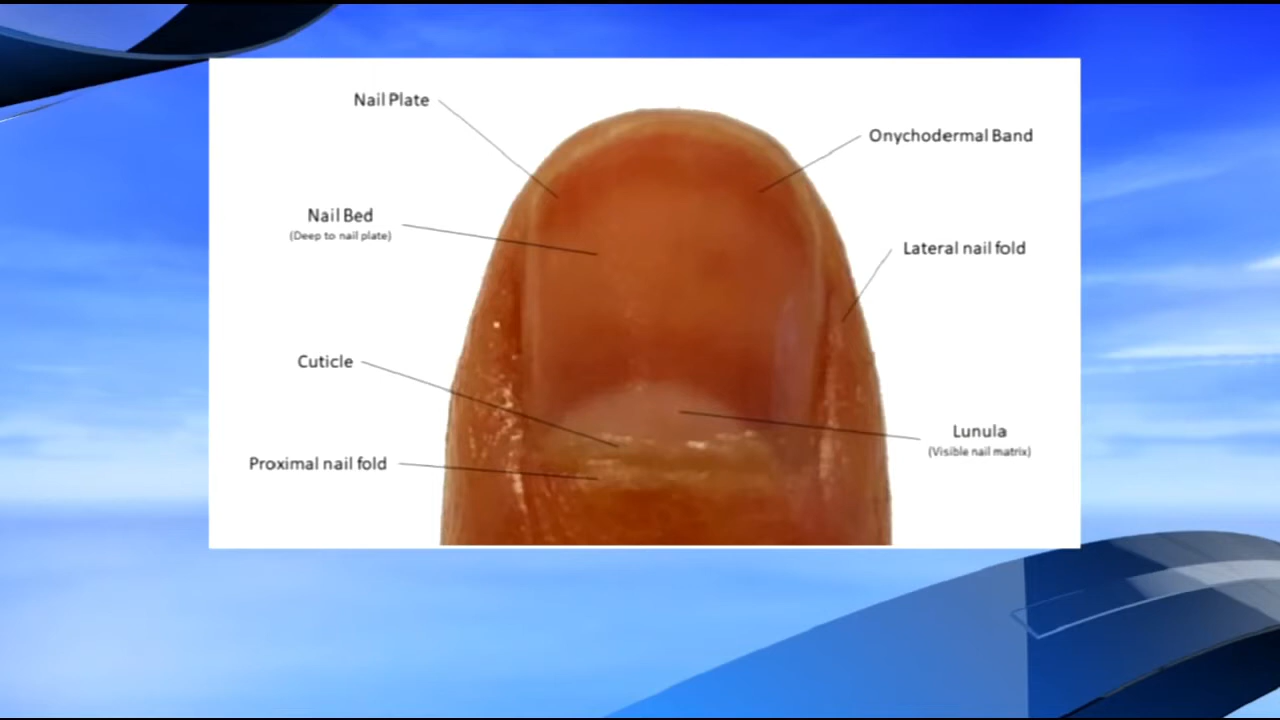 Nail Plate
Onychodermal Band
Nail Bed
(Deep to nail plate)
Lateral nail fold
Cuticle
Lunula
(Visible nail matrix)
Proximal nail fold